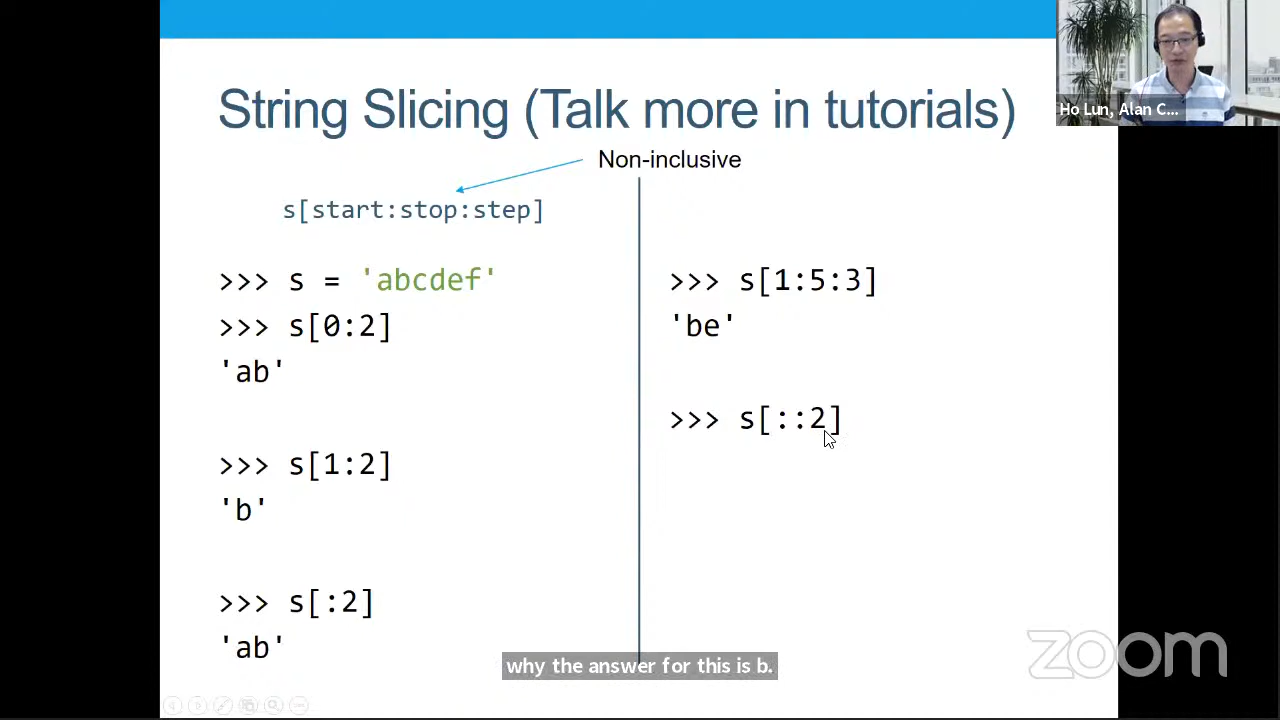 String Slicing (Talk more in tutorials)
Ho Lun, Alan C...
Non-inclusive
s[start:stop:step]
>>> s = 'abcdef'
>>> s[0:2]
'ab'
>>> s[1:2]
'b'
>>> s[:2]
'ab'
>>> s[1:5:3]
'be'
>>> s[::2]
why the answer for this is b.
zoom